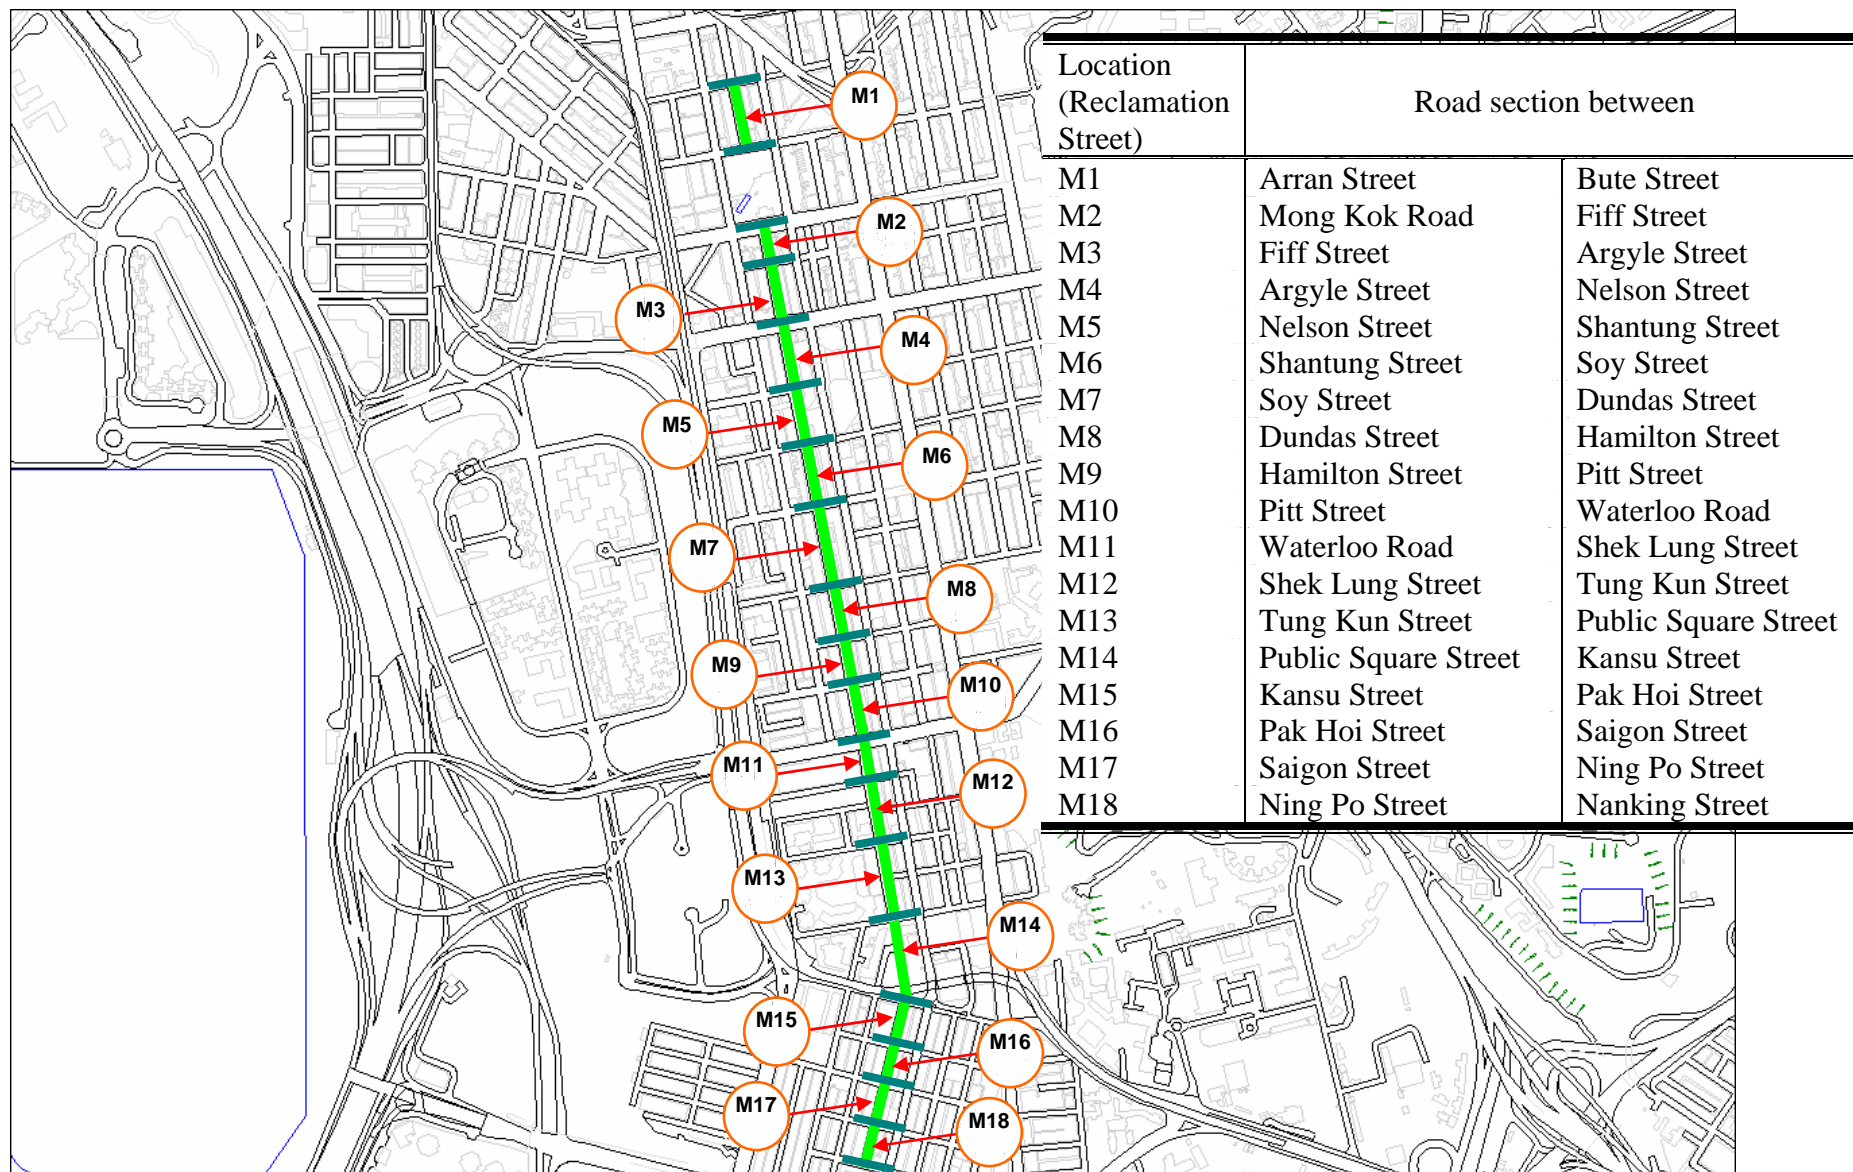 Location
(Reclamation
Street)
Road section between
M1 Arran Street Bute Street
M2 Mong Kok Road Fiff Street
M3 Fiff Street Argyle Street
M4 Argyle Street Nelson Street
M5 Nelson Street Shantung Street
M6 Shantung Street Soy Street
M7 Soy Street Dundas Street
M8 Dundas Street Hamilton Street
M9 Hamilton Street Pitt Street
M10 Pitt Street Waterloo Road
M11 Waterloo Road Shek Lung Street
M12 Shek Lung Street Tung Kun Street
M13 Tung Kun Street Public Square Street
M14 Public Square Street Kansu Street
M15 Kansu Street Pak Hoi Street
M16 Pak Hoi Street Saigon Street
M17 Saigon Street Ning Po Street
M18 Ning Po Street Nanking Street
M1
M2
M3
M4
M5
M6
M7
M8
M9
M10
M11
M12
M13
M14
M15
M16
M17
M18